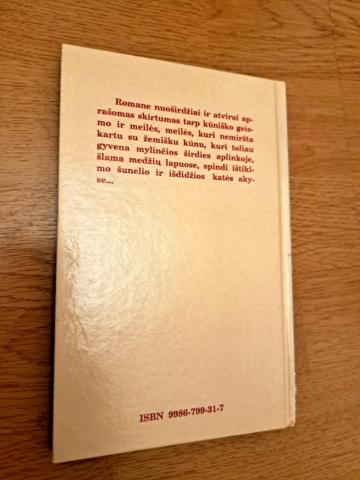 Romane nuoširdžiai ir atvirai ap-
rašomas skirtumas tarp kūniško geis-
mo ir meilės, meilės, kuri nemiršta
kartu su žemišku kūnu, kuri toliau
gyvena mylinčios širdies aplinkoje,
šlama medžių lapuose, spindi ištiki-
mo šunelio ir išdidžios katės aky-
se...
ISBN 9986-799-31-7